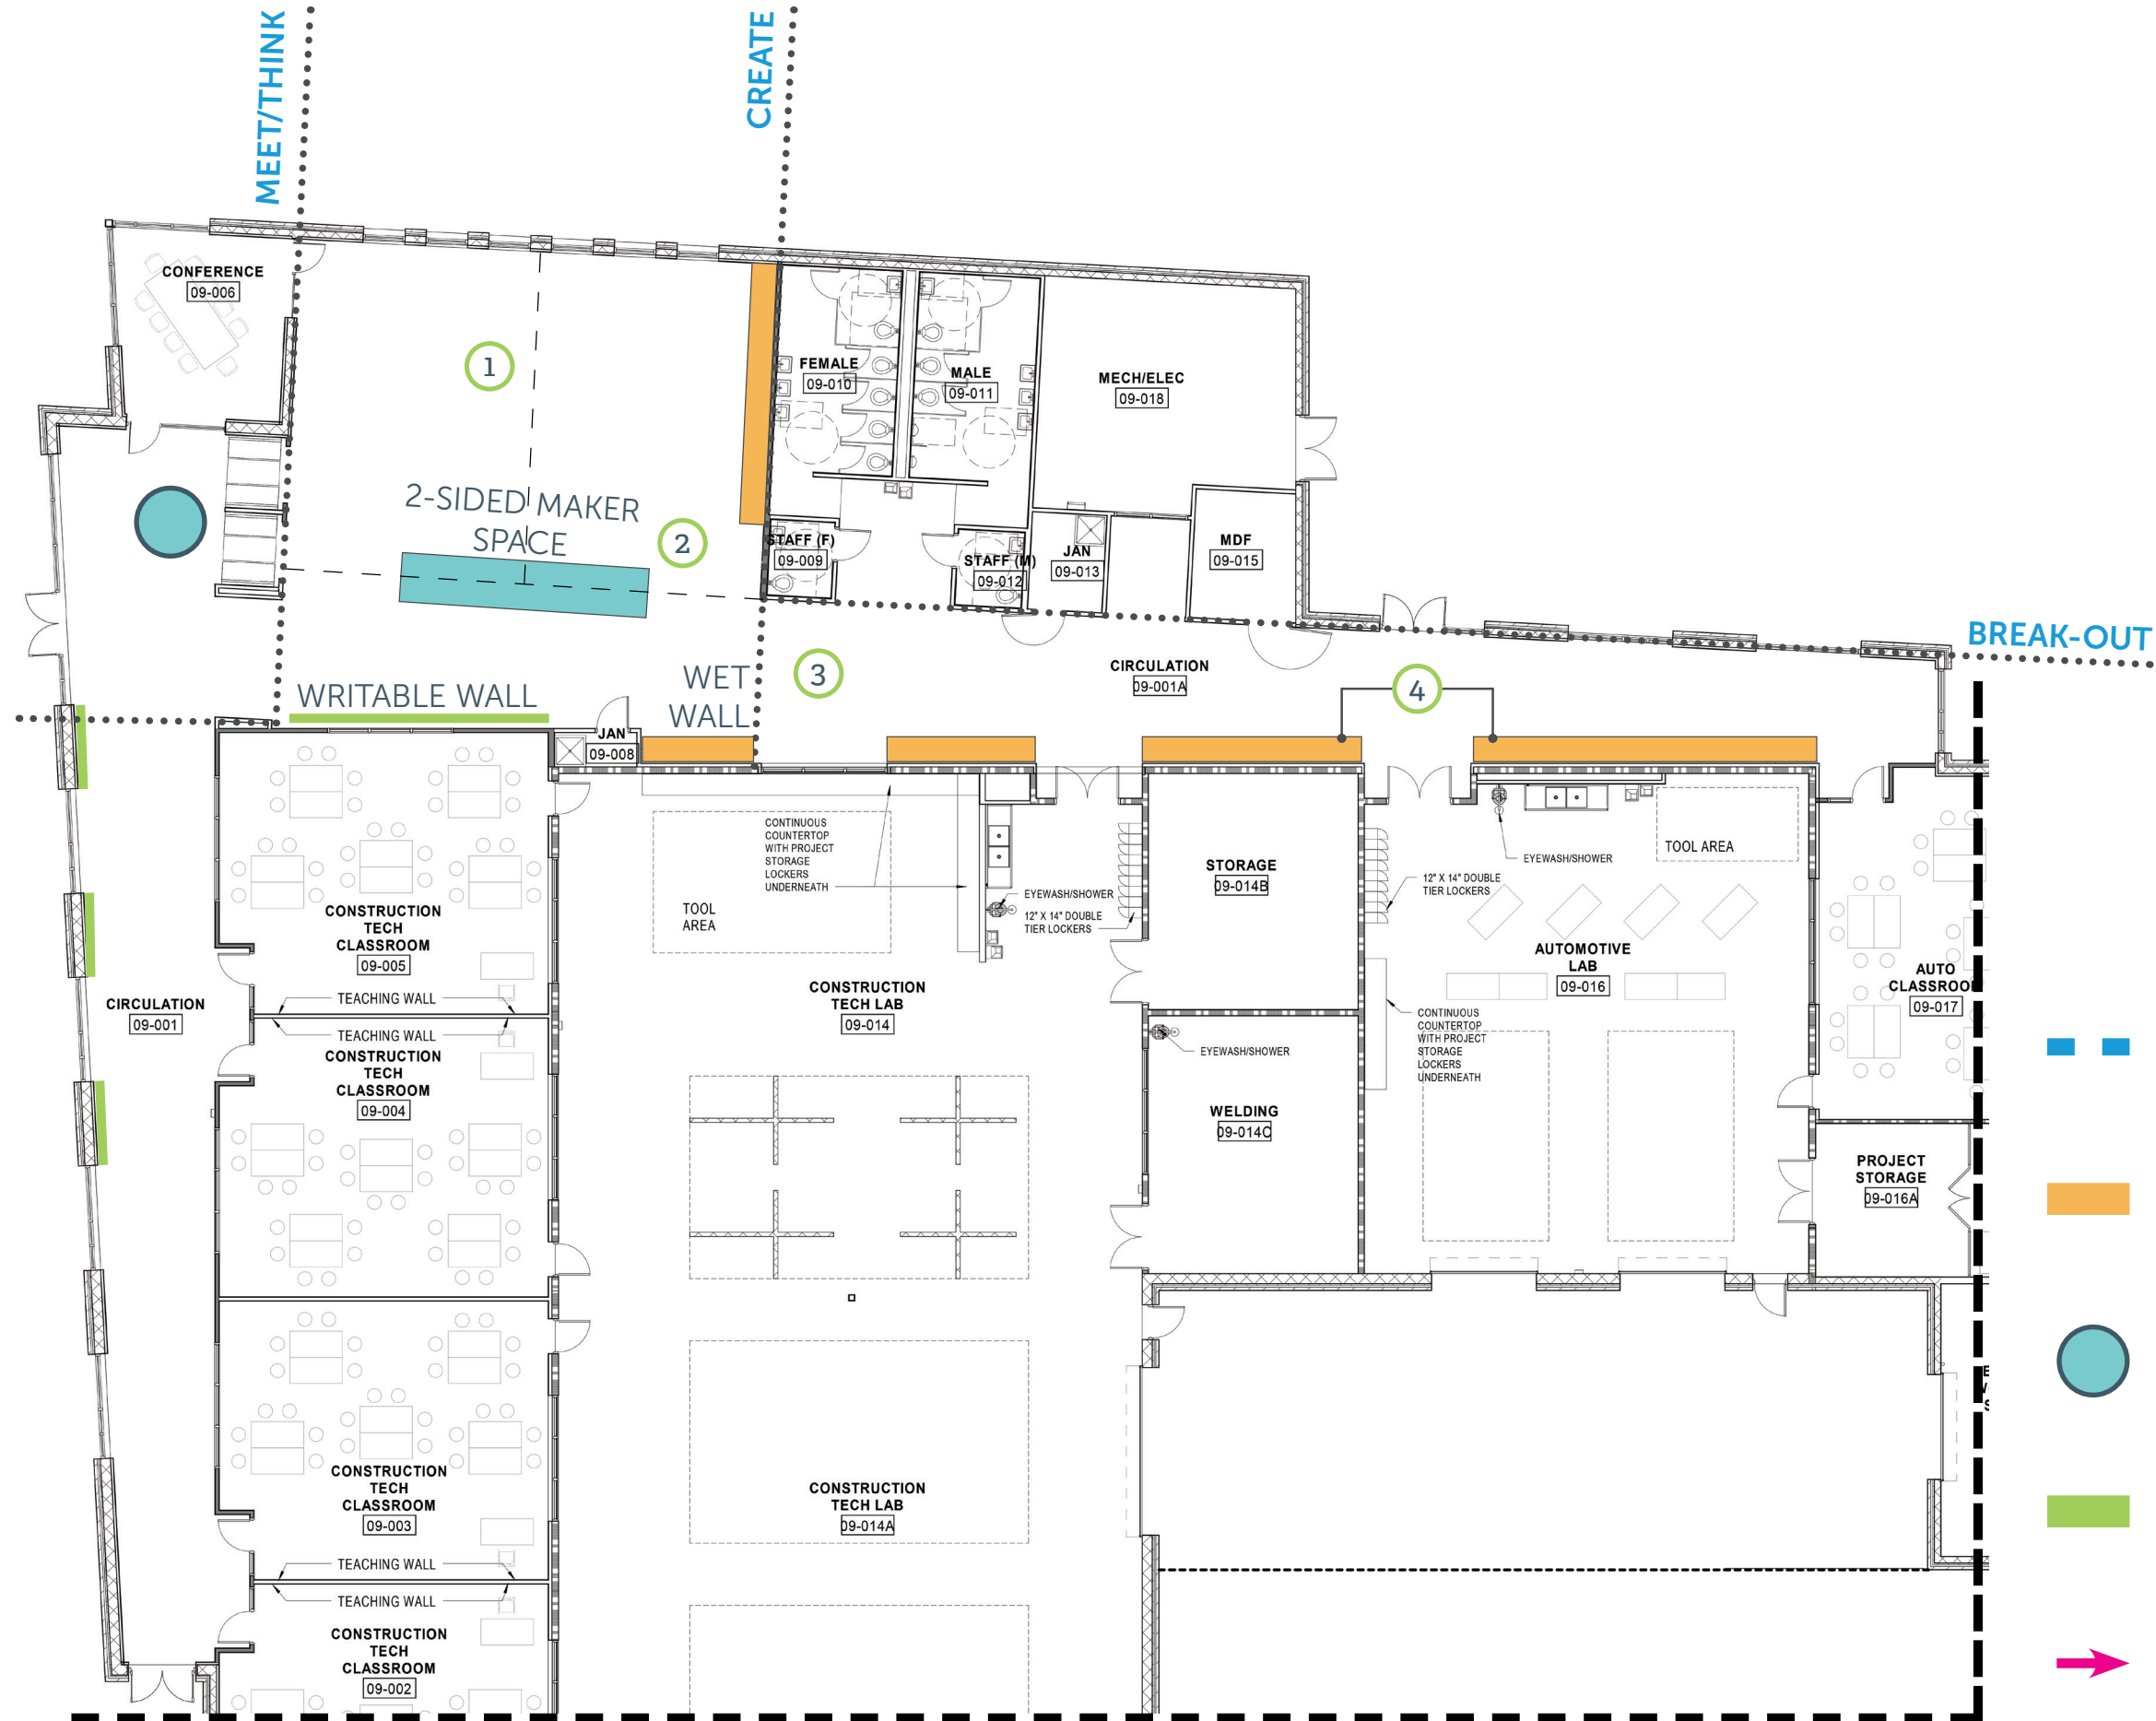 MEET/THINK
CREATE
CONFERENCE
09-006
1
FEMALE
09-010
MALE
09-011
MECH/ELEC
09-018
2-SIDED MAKER
SPACE
2
STAFF (F)
09-009
STAFF (M)
09-012
JAN
09-013
MDF
09-015
BREAK-OUT
WRITABLE WALL
WET
WALL
3
CIRCULATION
09-001A
4
JAN
09-008
CONTINUOUS
COUNTERTOP
WITH PROJECT
STORAGE
LOCKERS
UNDERNEATH
TOOL
AREA
EYEWASH/SHOWER
12" X 14" DOUBLE
TIER LOCKERS
STORAGE
09-014B
EYEWASH/SHOWER
TOOL AREA
12" X 14" DOUBLE
TIER LOCKERS
AUTOMOTIVE
LAB
09-016
AUTO
CLASSROO
09-017
CONSTRUCTION
TECH
CLASSROOM
09-005
TEACHING WALL
CIRCULATION
09-001
CONSTRUCTION
TECH LAB
09-014
CONTINUOUS
COUNTERTOP
WITH PROJECT
STORAGE
LOCKERS
UNDERNEATH
TEACHING WALL
CONSTRUCTION
TECH
CLASSROOM
09-004
EYEWASH/SHOWER
WELDING
09-014C
PROJECT
STORAGE
09-016A
CONSTRUCTION
TECH
CLASSROOM
09-003
TEACHING WALL
CONSTRUCTION
TECH LAB
09-014A
TEACHING WALL
CONSTRUCTION
TECH
CLASSROOM
09-002